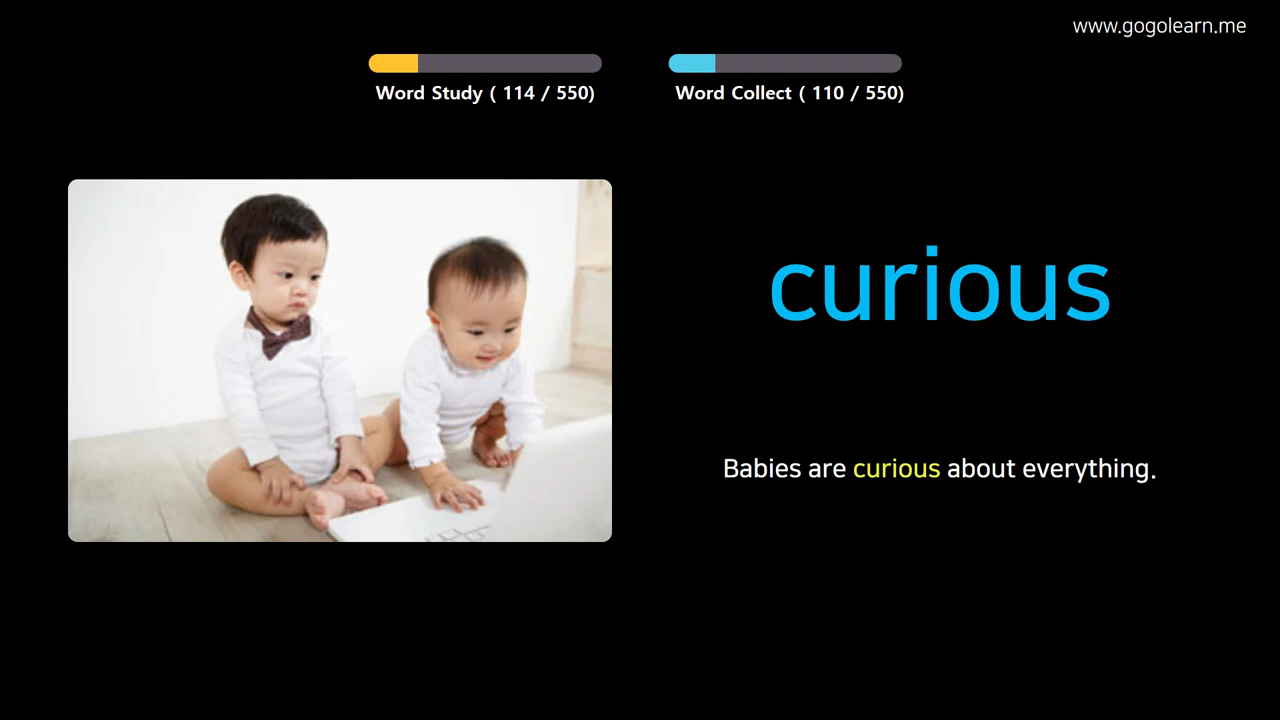 www.gogolearn.me
Word Study ( 114 / 550)
Word Collect ( 110 / 550)
curious
Babies are curious about everything.